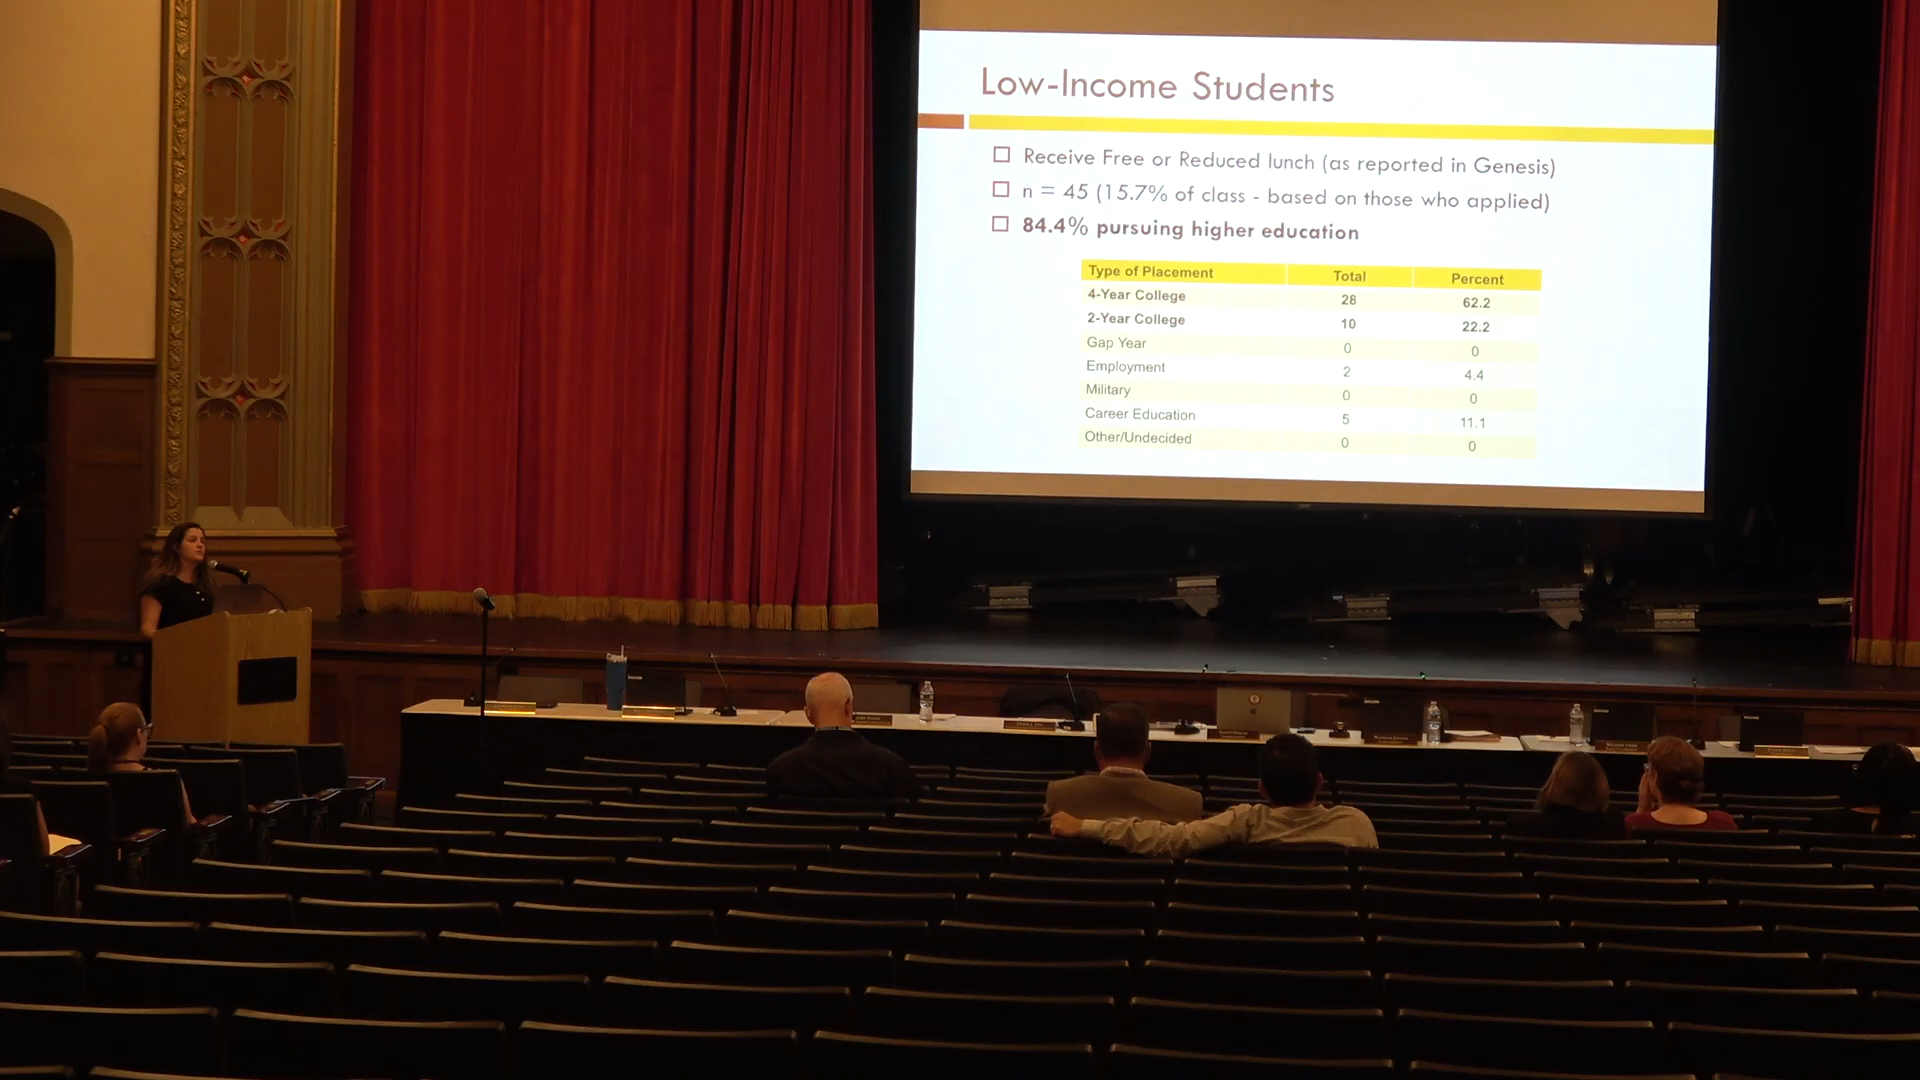 Low-Income Students
Receive Free or Reduced lunch (as reported in Genesis)
n = 45 (15.7% of class - based on those who applied)
84.4% pursuing higher education
Type of Placement Total Percent
4-Year College 28 62.2
2-Year College 10 22.2
Gap Year 0 0
Employment 2 4.4
Military 0 0
Career Education 5 11.1
Other/Undecided 0 0